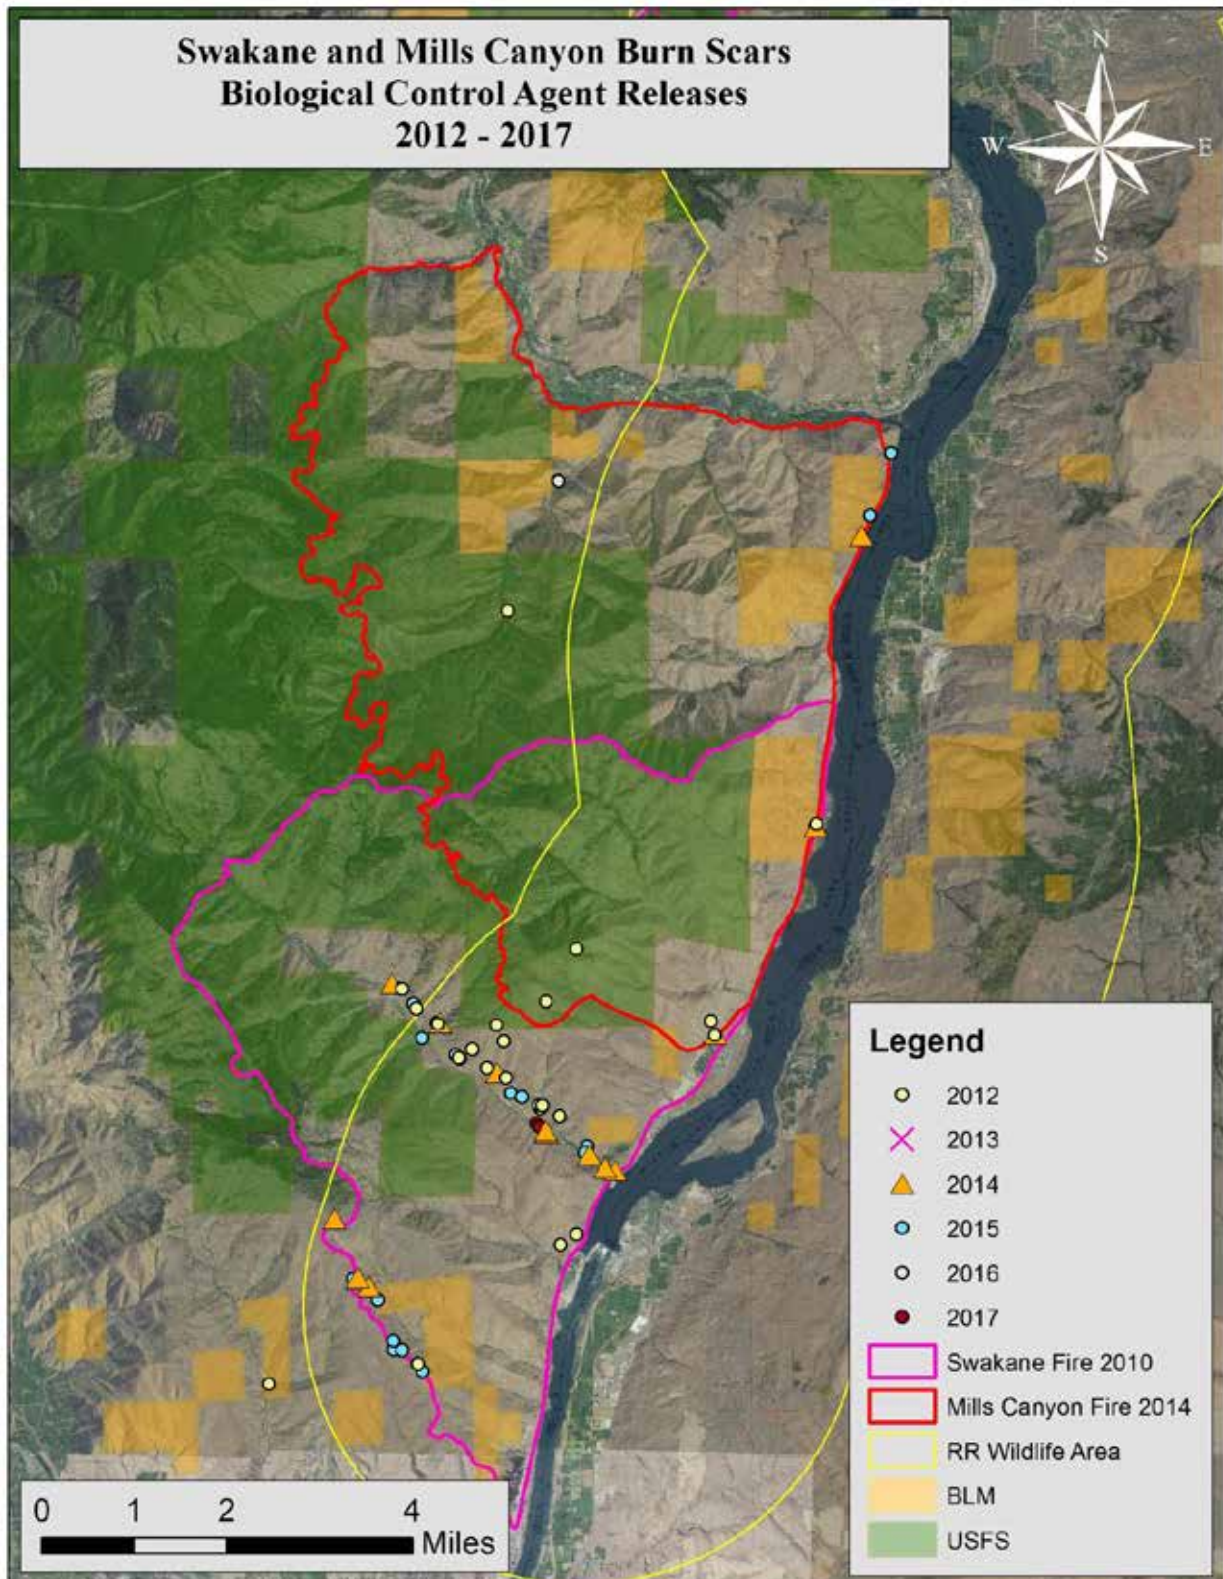 Swakane and Mills Canyon Burn Scars
Biological Control Agent Releases
2012 - 2017
N
W E
S
Legend
2012
2013
2014
2015
2016
2017
Swakane Fire 2010
Mills Canyon Fire 2014
RR Wildlife Area
BLM
USFS
0 1 2 4
Miles